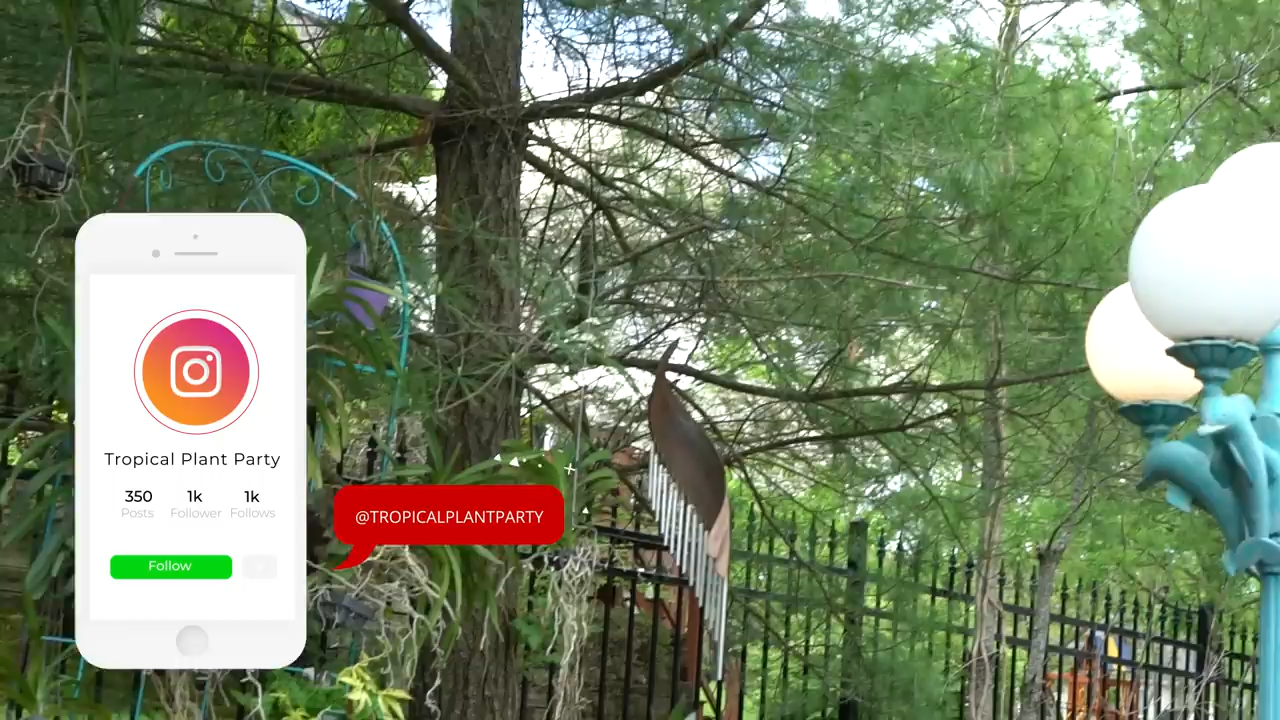 Tropical Plant Party
350 1k 1k
Posts Follower Follows
Follow
@TROPICALPLANTPARTY